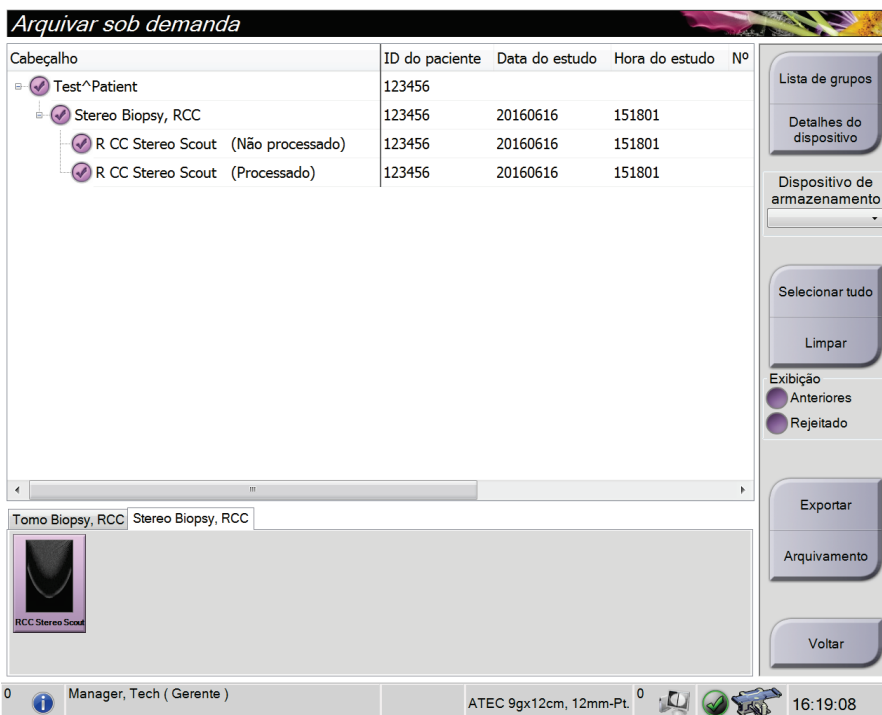 Arquivar sob demanda
Cabeçalho ID do paciente Data do estudo Hora do estudo Nº
Test^Patient 123456
Stereo Biopsy, RCC 123456 20160616 151801
R CC Stereo Scout (Não processado) 123456 20160616 151801
R CC Stereo Scout (Processado) 123456 20160616 151801
Lista de grupos
Detalhes do
dispositivo
Dispositivo de
armazenamento
Selecionar tudo
Limpar
Exibição
Anteriores
Rejeitado
Exportar
Arquivamento
Voltar
Tomo Biopsy, RCC Stereo Biopsy, RCC
RCC Stereo Scout
0 Manager, Tech ( Gerente ) ATEC 9gx12cm, 12mm-Pt. 0 16:19:08